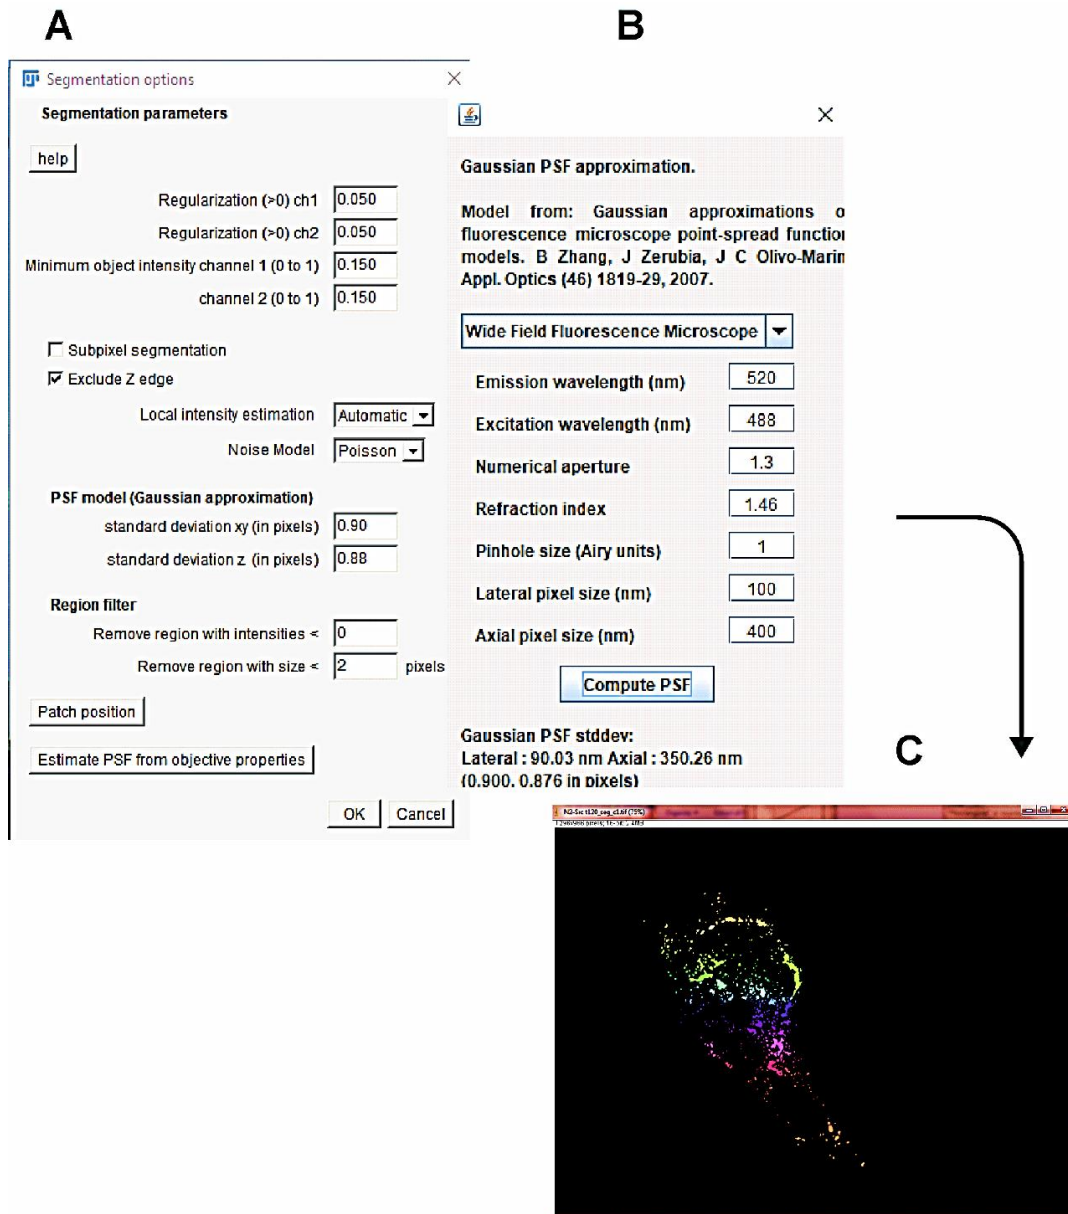 A
B
Segmentation options
Segmentation parameters
help
Regularization (>0) ch1 0.050
Regularization (>0) ch2 0.050
Minimum object intensity channel 1 (0 to 1) 0.150
channel 2 (0 to 1) 0.150
Subpixel segmentation
Exclude Z edge
Local intensity estimation Automatic
Noise Model Poisson
PSF model (Gaussian approximation)
standard deviation xy (in pixels) 0.90
standard deviation z (in pixels) 0.88
Region filter
Remove region with intensities < 0
Remove region with size < 2 pixels
Patch position
Estimate PSF from objective properties
OK Cancel
Gaussian PSF approximation.
Model from: Gaussian approximations o
fluorescence microscope point-spread function
models. B Zhang, J Zerubia, J C Olivo-Marin
Appl. Optics (46) 1819-29, 2007.
Wide Field Fluorescence Microscope
Emission wavelength (nm) 520
Excitation wavelength (nm) 488
Numerical aperture 1.3
Refraction index 1.46
Pinhole size (Airy units) 1
Lateral pixel size (nm) 100
Axial pixel size (nm) 400
Compute PSF
Gaussian PSF stddev:
Lateral : 90.03 nm Axial : 350.26 nm
(0.900, 0.876 in pixels)
C